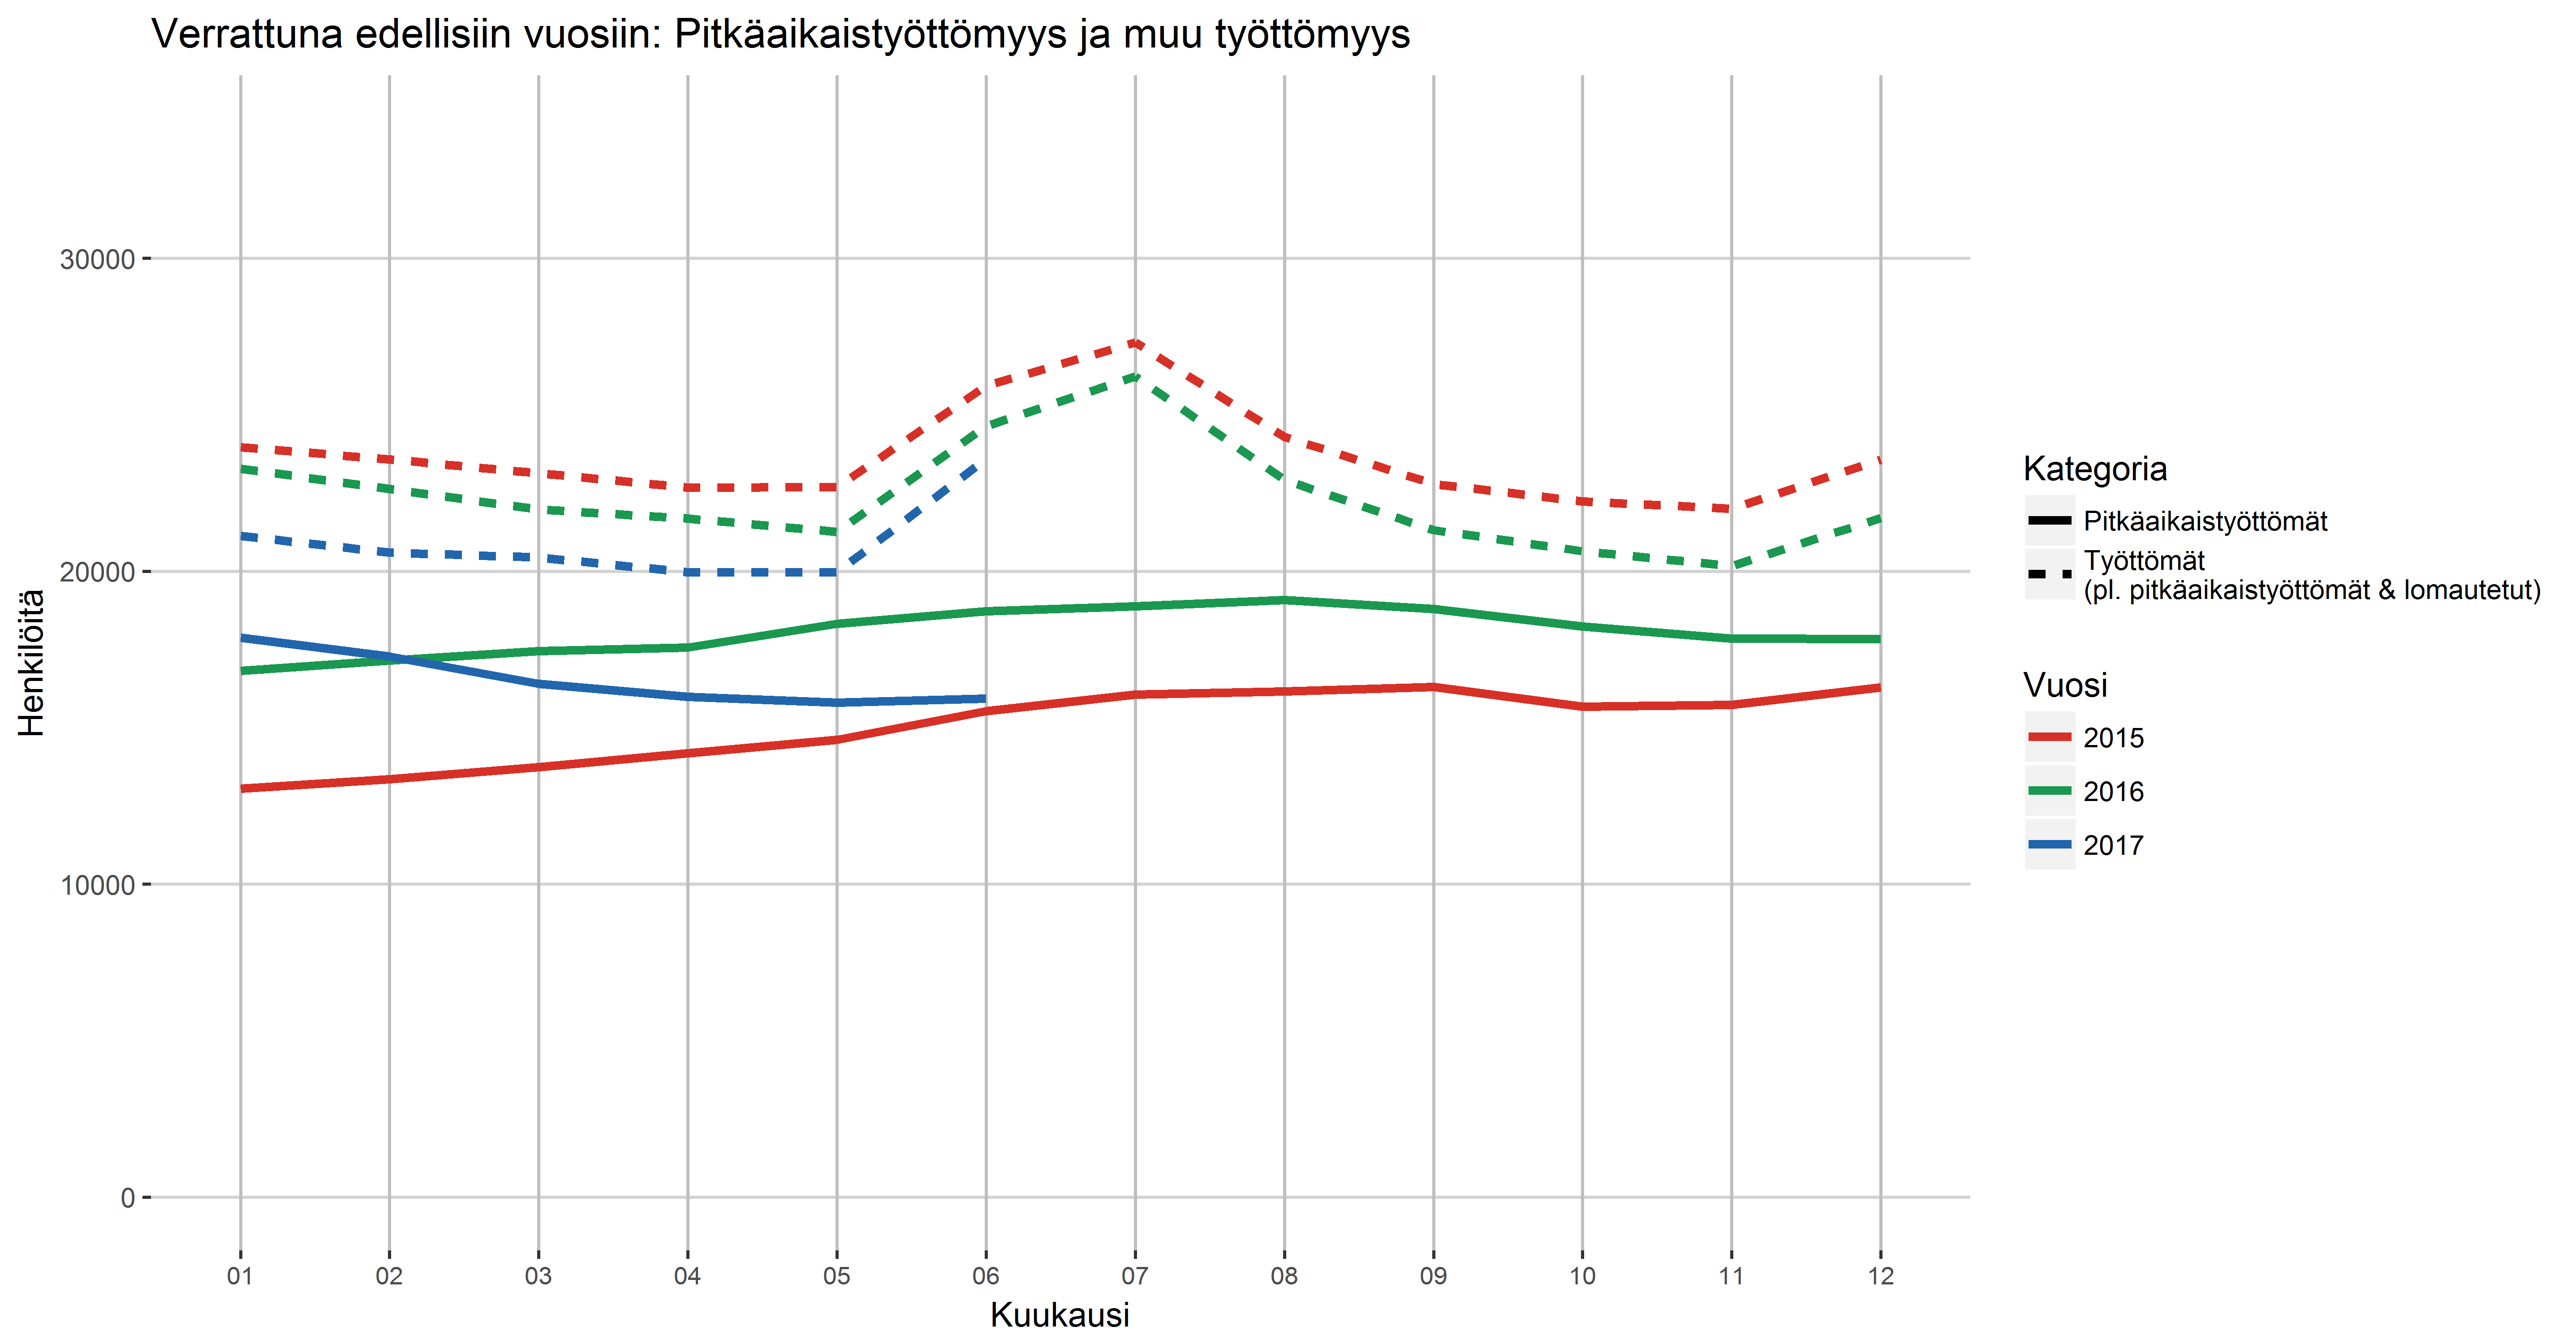 Verrattuna edellisiin vuosiin: Pitkäaikaistyöttömyys ja muu työttömyys
Henkilöitä
30000
20000
10000
0
01 02 03 04 05 06 07 08 09 10 11 12
Kuukausi
Kategoria
Pitkäaikaistyöttömät
Työttömät
(pl. pitkäaikaistyöttömät & lomautetut)
Vuosi
2015
2016
2017